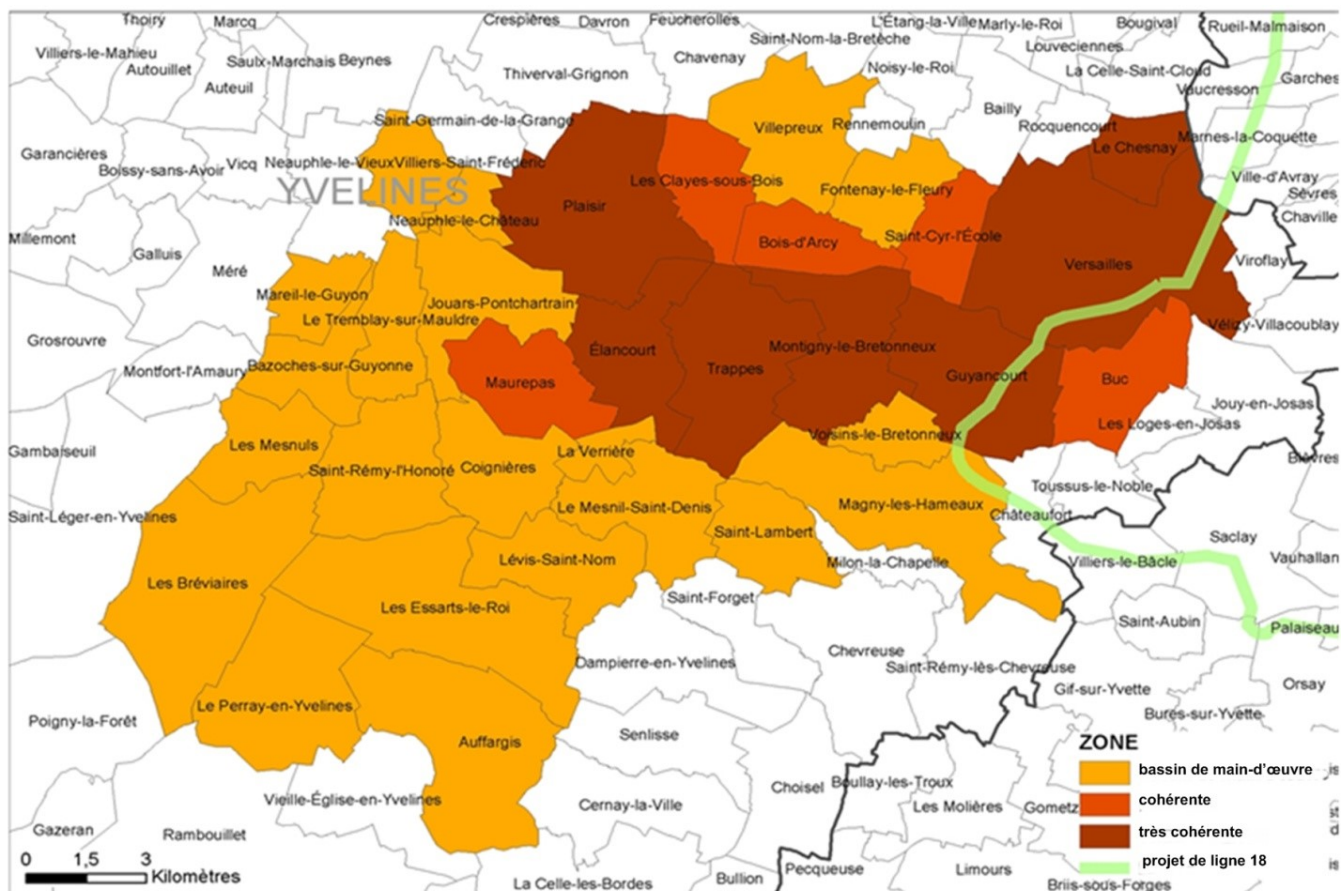 Thoiry
Marcq
Crespières
Davron
Feucherolles
L'Étang-la-Ville
Marly-le-Roi
Bougival
Rueil-Malmaison
Villiers-le-Mahieu
Autouillet
Saulx-Marchais
Beynes
Auteuil
Thiverval-Grignon
Chavenay
Saint-Nom-la-Bretèche
Noisy-le-Roi
Louveciennes
La Celle-Saint-Cloud
Vaucresson
Garches
Bailly
Rocquencourt
Marnes-la-Coquette
Saint-Germain-de-la-Grange
Villepreux
Rennemoulin
Le Chesnay
Garancières
Boissy-sans-Avoir
Vicq
Neauphle-le-Vieux
Villiers-Saint-Frédéric
YVELINES
Les Clayes-sous-Bois
Fontenay-le-Fleury
Ville-d'Avray
Sèvres
Chaville
Plaisir
Neauphle-le-Château
Millemont
Galluis
Bois-d'Arcy
Saint-Cyr-l'École
Versailles
Viroflay
Méré
Mareil-le-Guyon
Jouars-Pontchartrain
Le Tremblay-sur-Mauldre
Vélizy-Villacoublay
Grosrouvre
Montfort-l'Amaury
Bazoches-sur-Guyonne
Élancourt
Trappes
Montigny-le-Bretonneux
Guyancourt
Maurepas
Buc
Jouy-en-Josas
Les Loges-en-Josas
Gambaiseuil
Les Mesnuls
Saint-Rémy-l'Honoré
Coignières
La Verrière
Voisins-le-Bretonneux
Bièvres
Toussus-le-Noble
Saint-Léger-en-Yvelines
Le Mesnil-Saint-Denis
Magny-les-Hameaux
Châteaufort
Saint-Lambert
Saclay
Vauhallan
Les Bréviaires
Lévis-Saint-Nom
Milon-la-Chapelle
Villiers-le-Bâcle
Les Essarts-le-Roi
Saint-Forget
Saint-Aubin
Palaiseau
Dampierre-en-Yvelines
Chevreuse
Saint-Rémy-lès-Chevreuse
Gif-sur-Yvette
Orsay
Poigny-la-Forêt
Le Perray-en-Yvelines
Auffargis
Senlisse
Bures-sur-Yvette
Vieille-Église-en-Yvelines
Cernay-la-Ville
Choisel
Boullay-les-Troux
Les Molières
Gometz
Gazeran
Rambouillet
La Celle-les-Bordes
Bullion
Pecqueuse
Limours
Briis-sous-Forges
ZONE
bassin de main-d'œuvre
cohérente
très cohérente
projet de ligne 18
0 1,5 3
Kilomètres